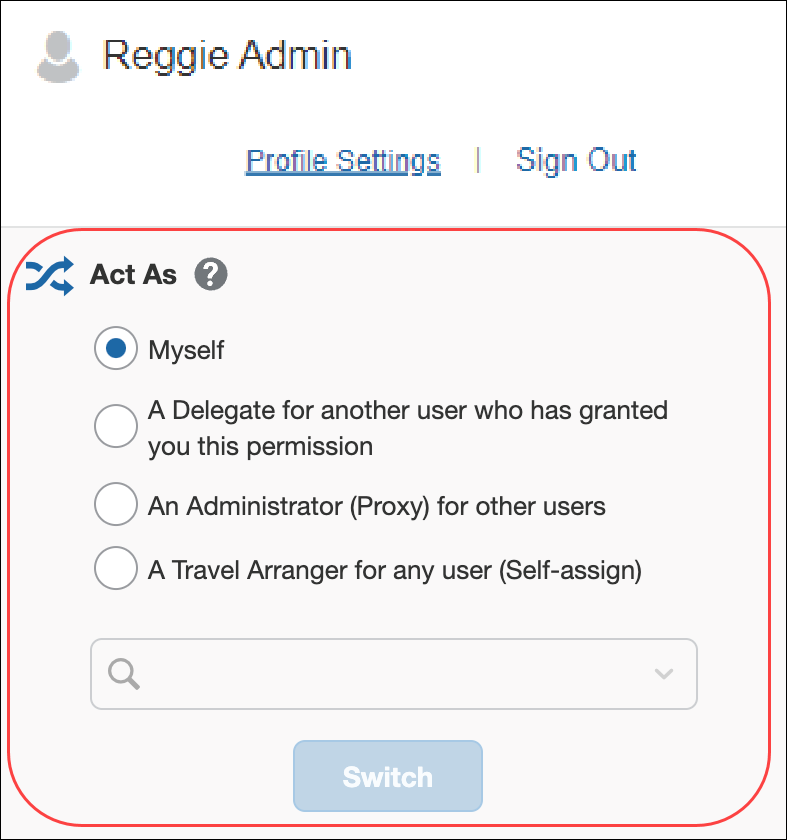 Reggie Admin
Profile Settings | Sign Out
Act As ?
Myself
A Delegate for another user who has granted
you this permission
An Administrator (Proxy) for other users
A Travel Arranger for any user (Self-assign)
Switch